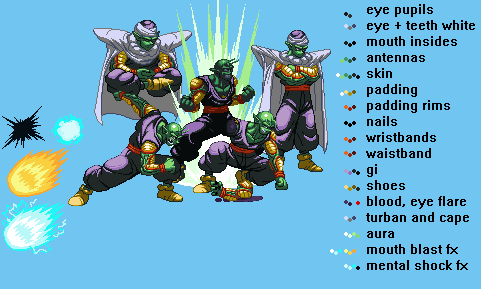 eye pupils
eye + teeth white
mouth insides
antennas
skin
padding
padding rims
nails
wristbands
waistband
gi
shoes
blood, eye flare
turban and cape
aura
mouth blast fx
mental shock fx